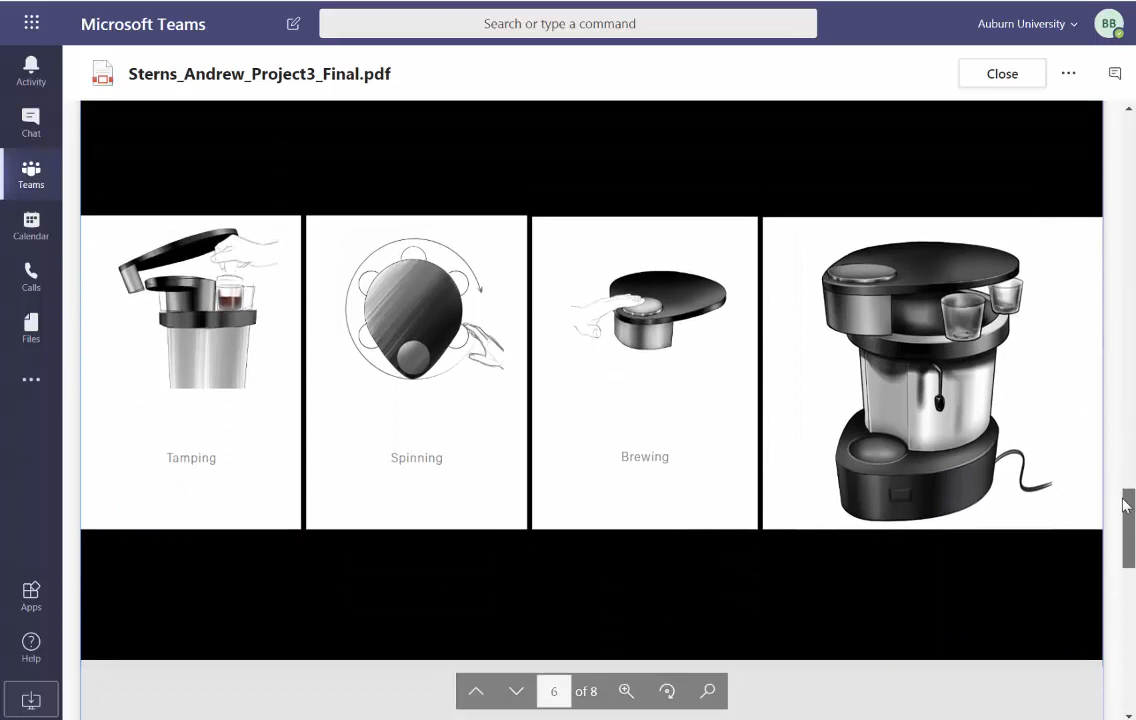 Microsoft Teams
Search or type a command
Auburn University
BB
Activity
Chat
Teams
Calendar
Calls
Files
Apps
Help
Sterns_Andrew_Project3_Final.pdf
Close
Tamping
Spinning
Brewing
6 of 8